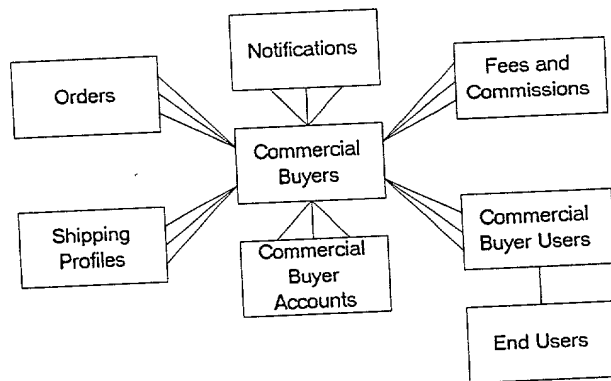 Notifications
Orders
Fees and
Commissions
Commercial
Buyers
Shipping
Profiles
Commercial
Buyer
Accounts
Commercial
Buyer Users
End Users